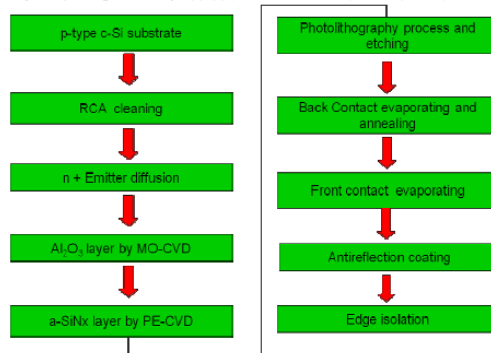 p-type c-Si substrate
RCA cleaning
n + Emitter diffusion
Al₂O₃ layer by MO-CVD
a-SiNx layer by PE-CVD
Photolithography process and
etching
Back Contact evaporating and
annealing
Front contact evaporating
Antireflection coating
Edge isolation